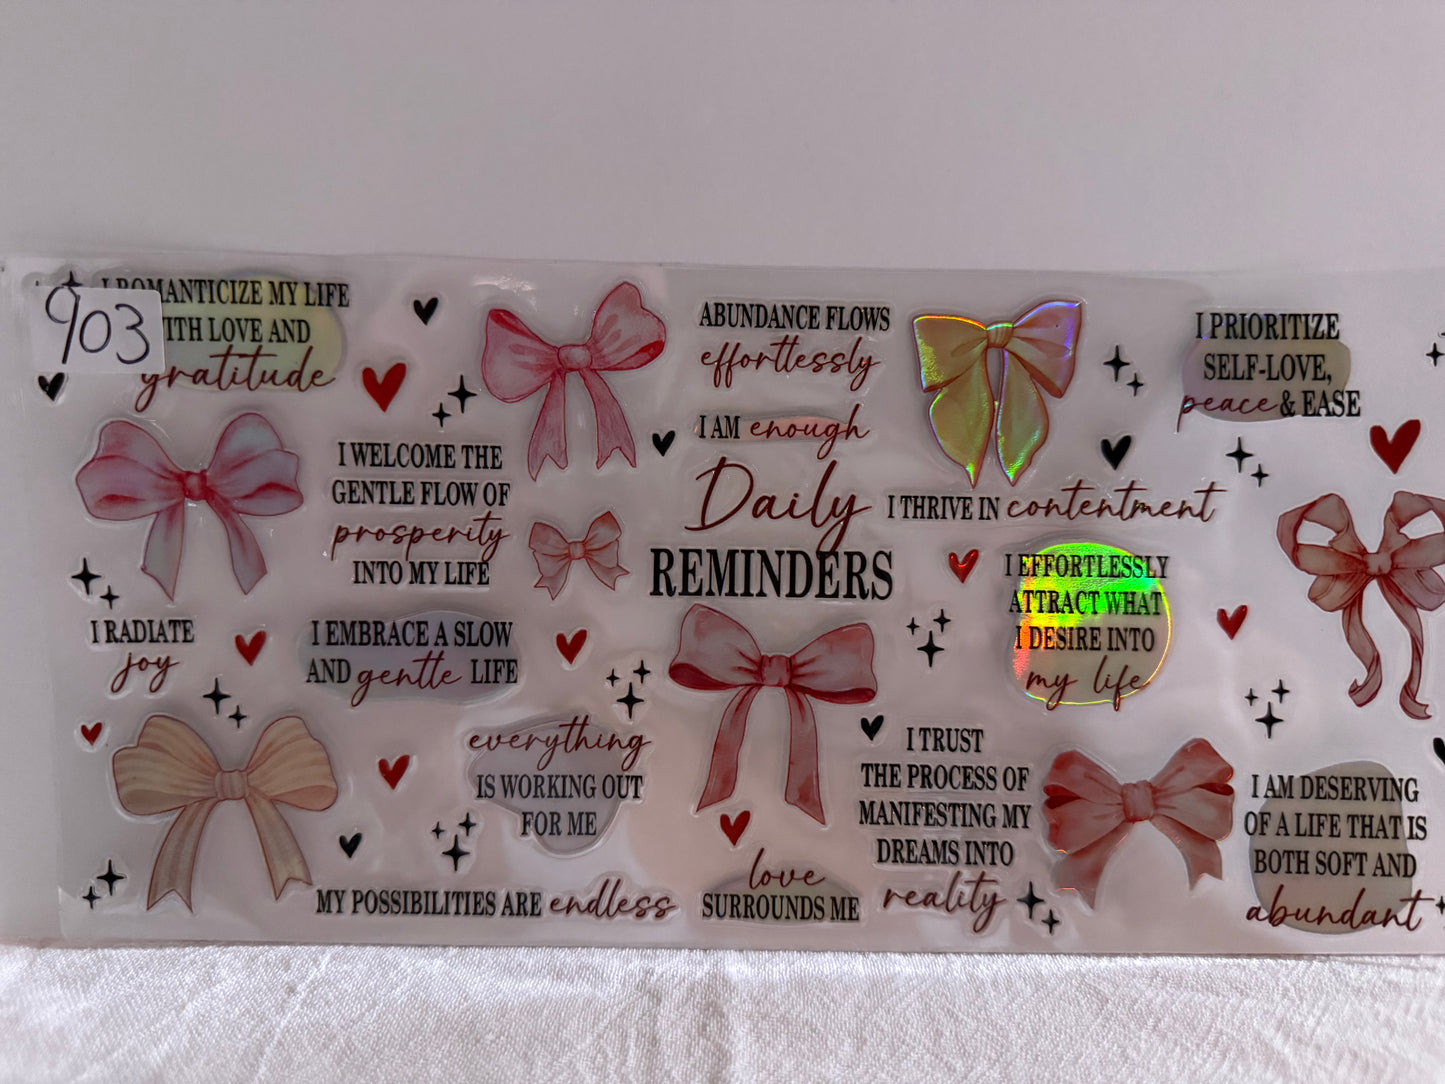 903
I ROMANTICIZE MY LIFE
WITH LOVE AND
gratitude
I WELCOME THE
GENTLE FLOW OF
prosperity
INTO MY LIFE
I RADIATE
joy
I EMBRACE A SLOW
AND gentle LIFE
everything
IS WORKING OUT
FOR ME
MY POSSIBILITIES ARE endless
ABUNDANCE FLOWS
effortlessly
I AM enough
Daily
REMINDERS
love
SURROUNDS ME
I THRIVE IN contentment
I EFFORTLESSLY
ATTRACT WHAT
I DESIRE INTO
my life
I TRUST
THE PROCESS OF
MANIFESTING MY
DREAMS INTO
reality
I PRIORITIZE
SELF-LOVE,
peace & EASE
I AM DESERVING
OF A LIFE THAT IS
BOTH SOFT AND
abundant